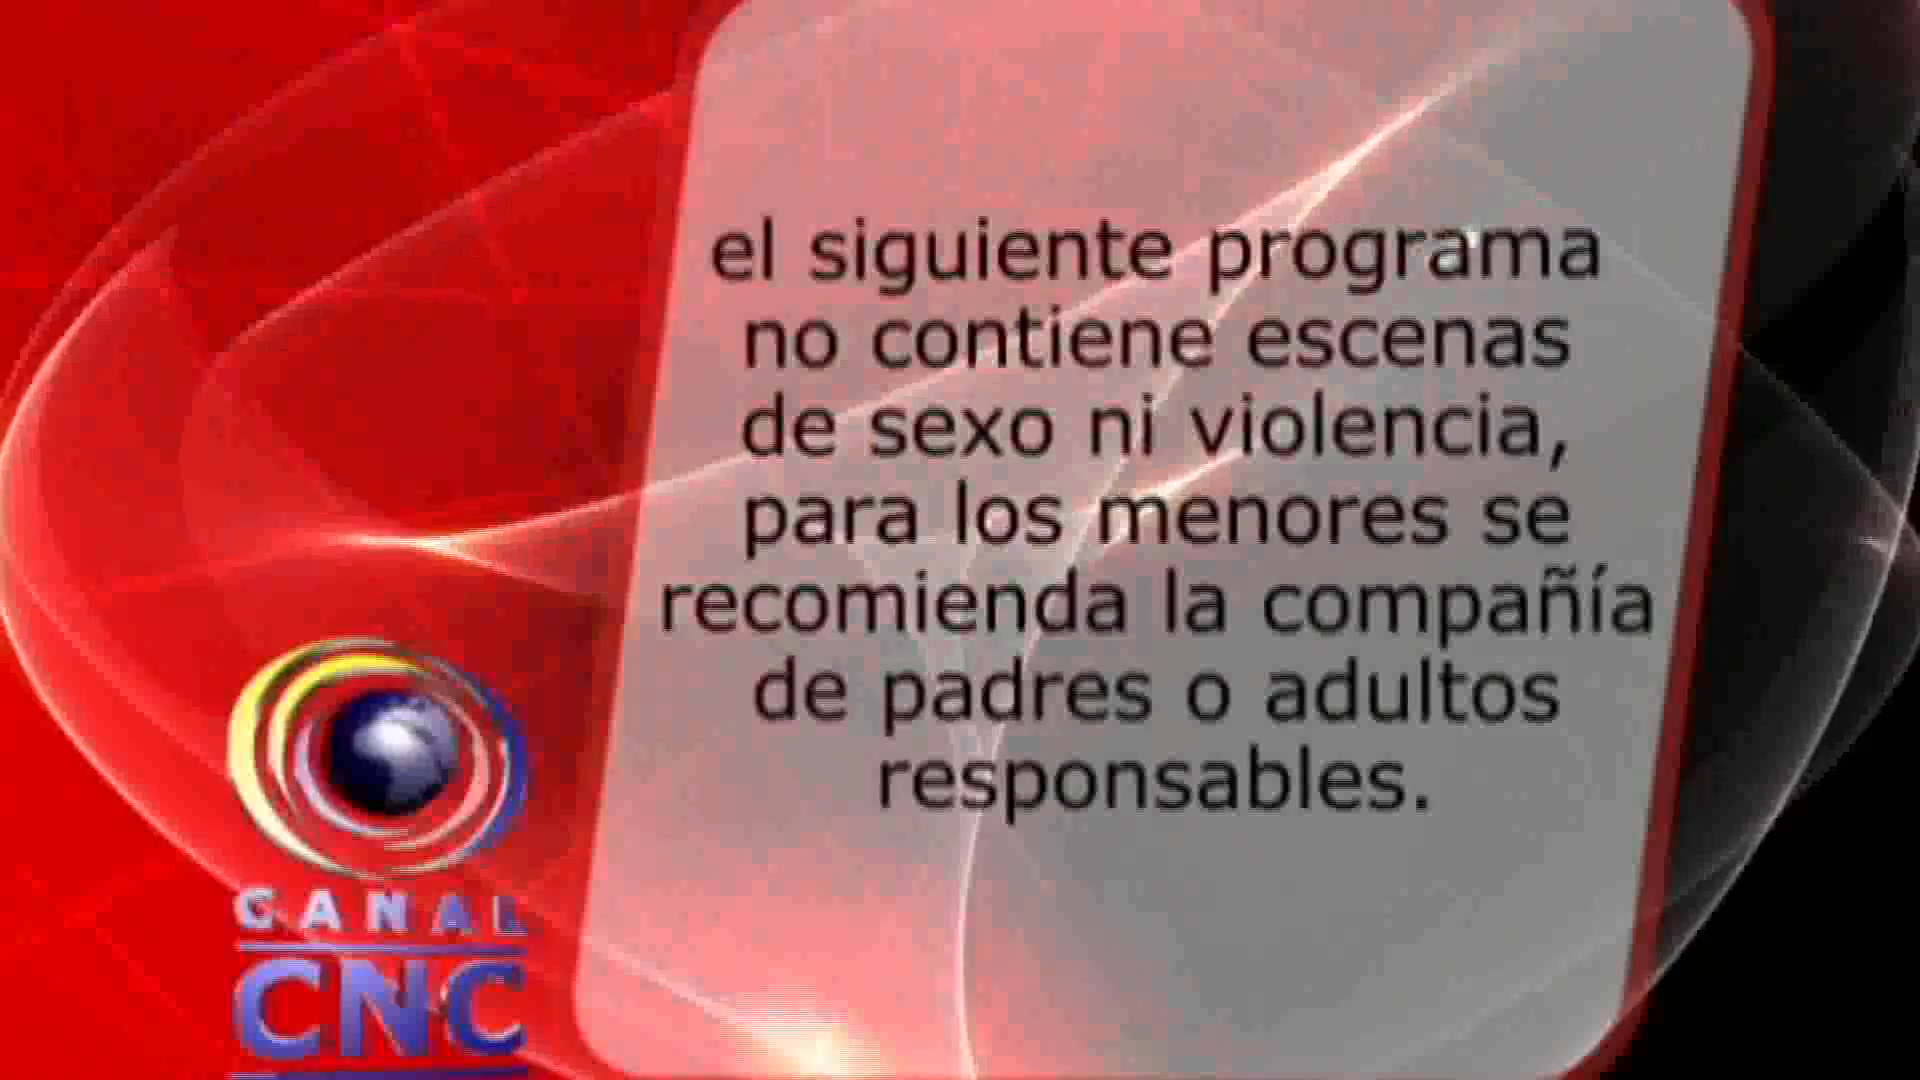 el siguiente programa
no contiene escenas
de sexo ni violencia,
para los menores se
recomienda la compañía
de padres o adultos
responsables.
CANAL
CNC